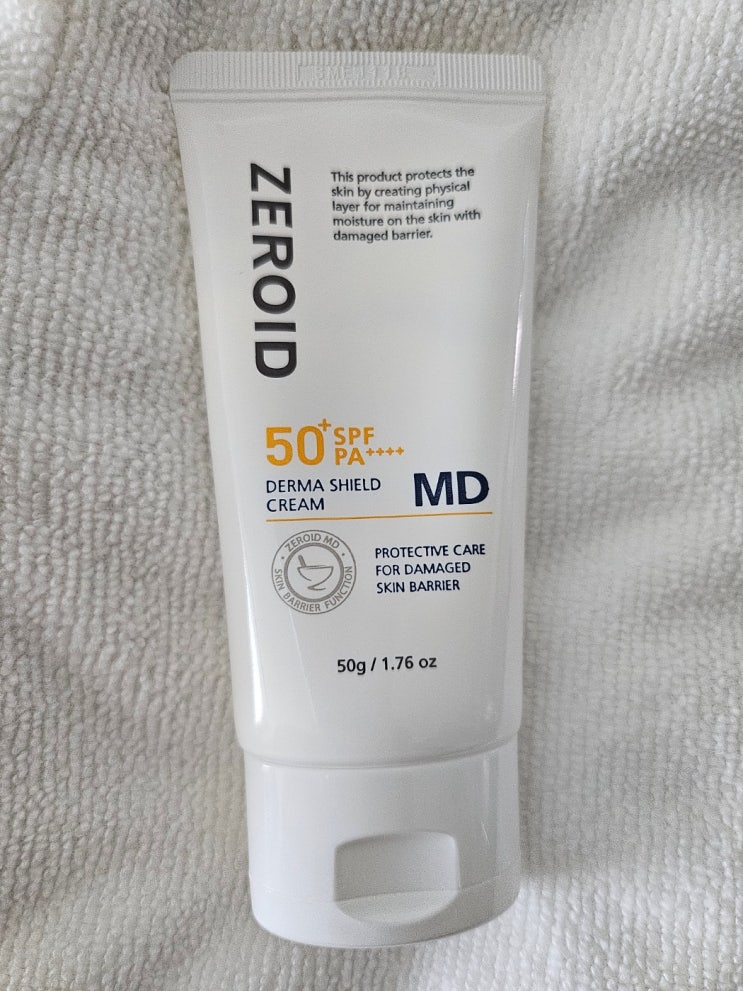 ZEROID
This product protects the
skin by creating physical
layer for maintaining
moisture on the skin with
damaged barrier.
50+ SPF
PA++++
DERMA SHIELD
CREAM
MD
ZEROID MD
SKIN BARRIER FUNCTION
PROTECTIVE CARE
FOR DAMAGED
SKIN BARRIER
50g / 1.76 oz